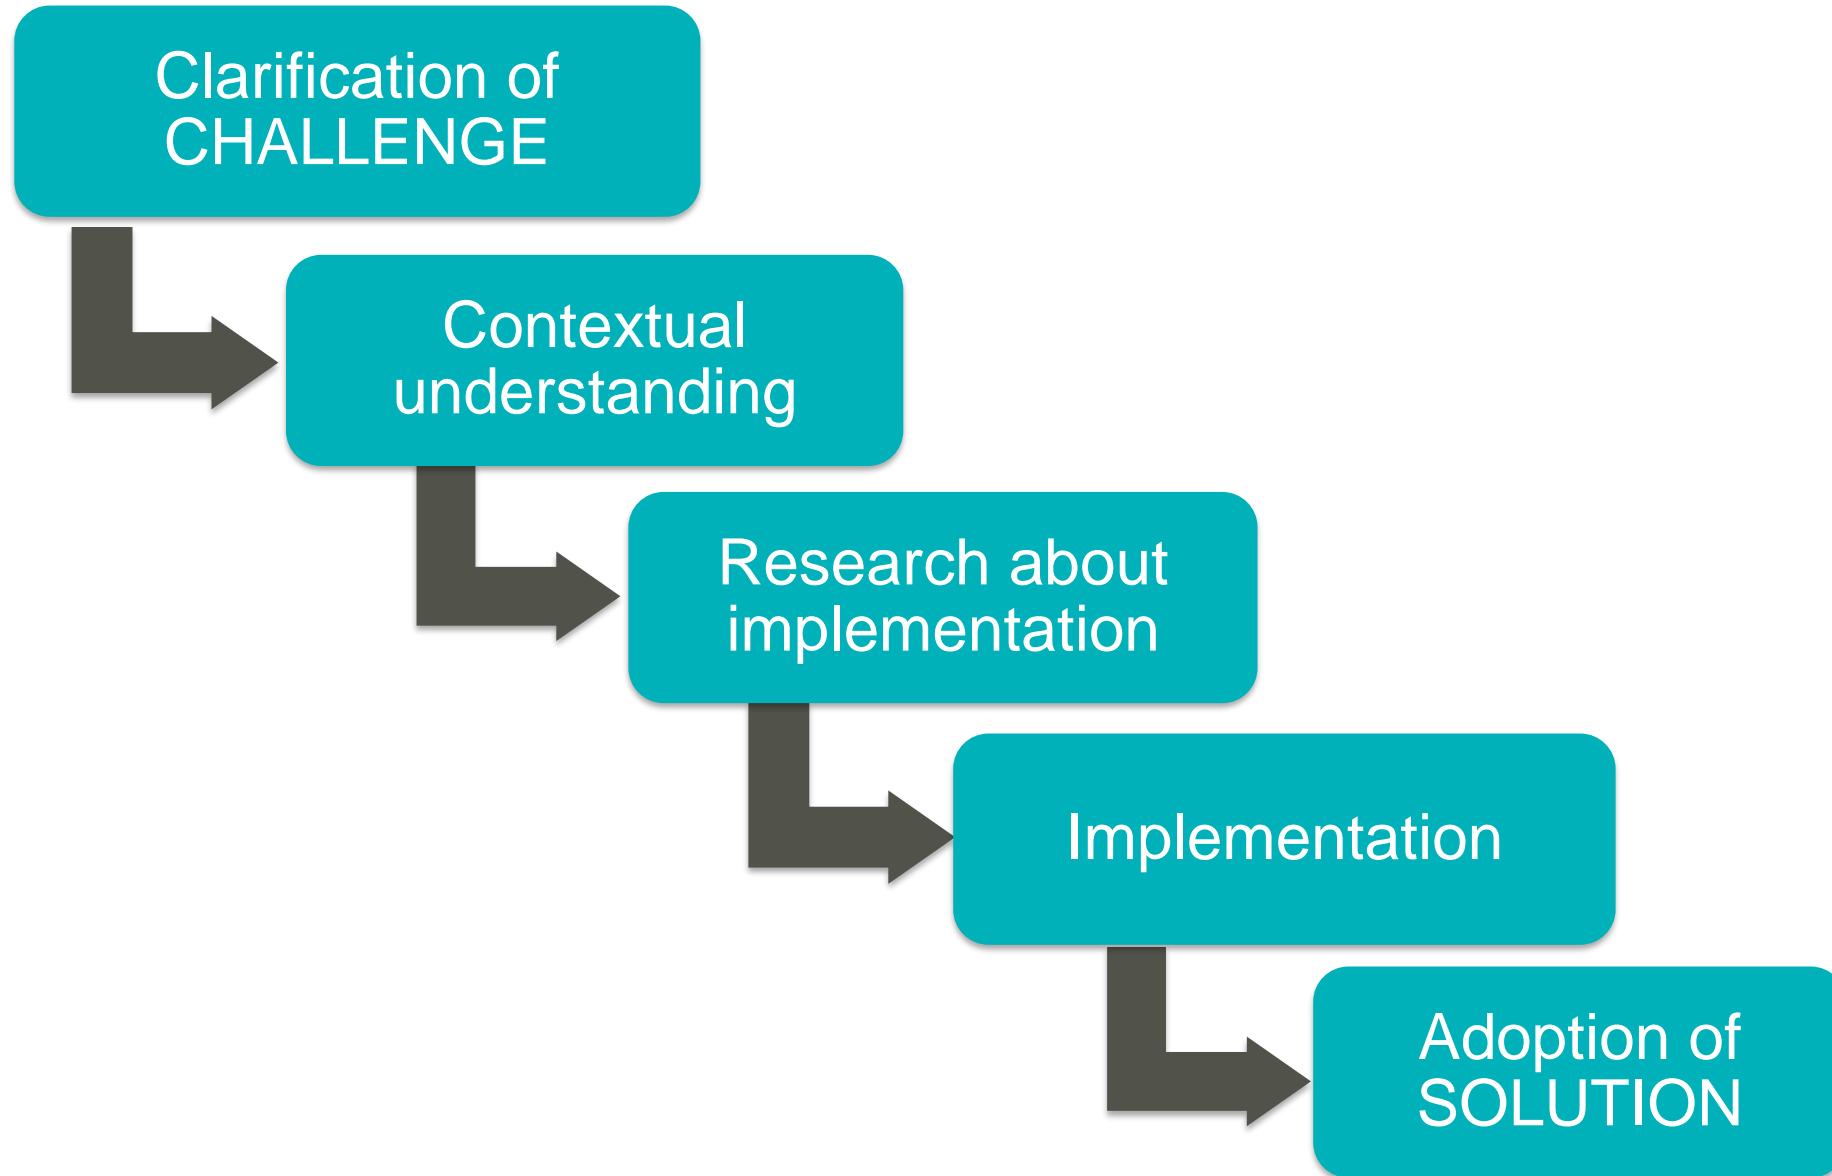 Clarification of
CHALLENGE
Contextual
understanding
Research about
implementation
Implementation
Adoption of
SOLUTION